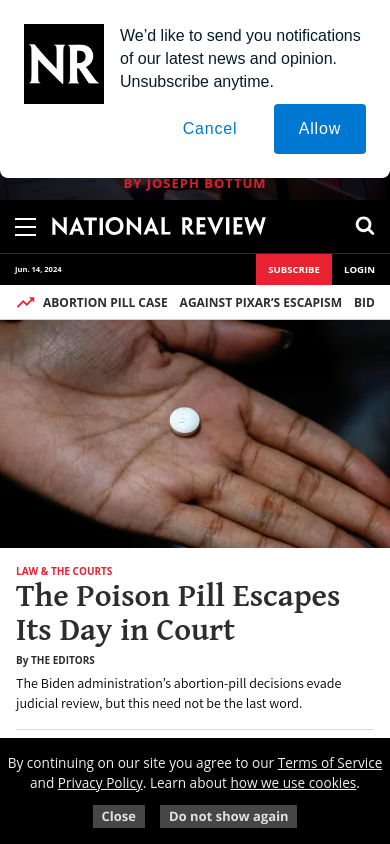 NR
We’d like to send you notifications
of our latest news and opinion.
Unsubscribe anytime.
Cancel
Allow
BY JOSEPH BOTTUM
NATIONAL REVIEW
Jun. 14, 2024
SUBSCRIBE
LOGIN
ABORTION PILL CASE AGAINST PIXAR’S ESCAPISM BID
LAW & THE COURTS
The Poison Pill Escapes
Its Day in Court
By THE EDITORS
The Biden administration’s abortion-pill decisions evade
judicial review, but this need not be the last word.
By continuing on our site you agree to our Terms of Service
and Privacy Policy. Learn about how we use cookies.
Close
Do not show again